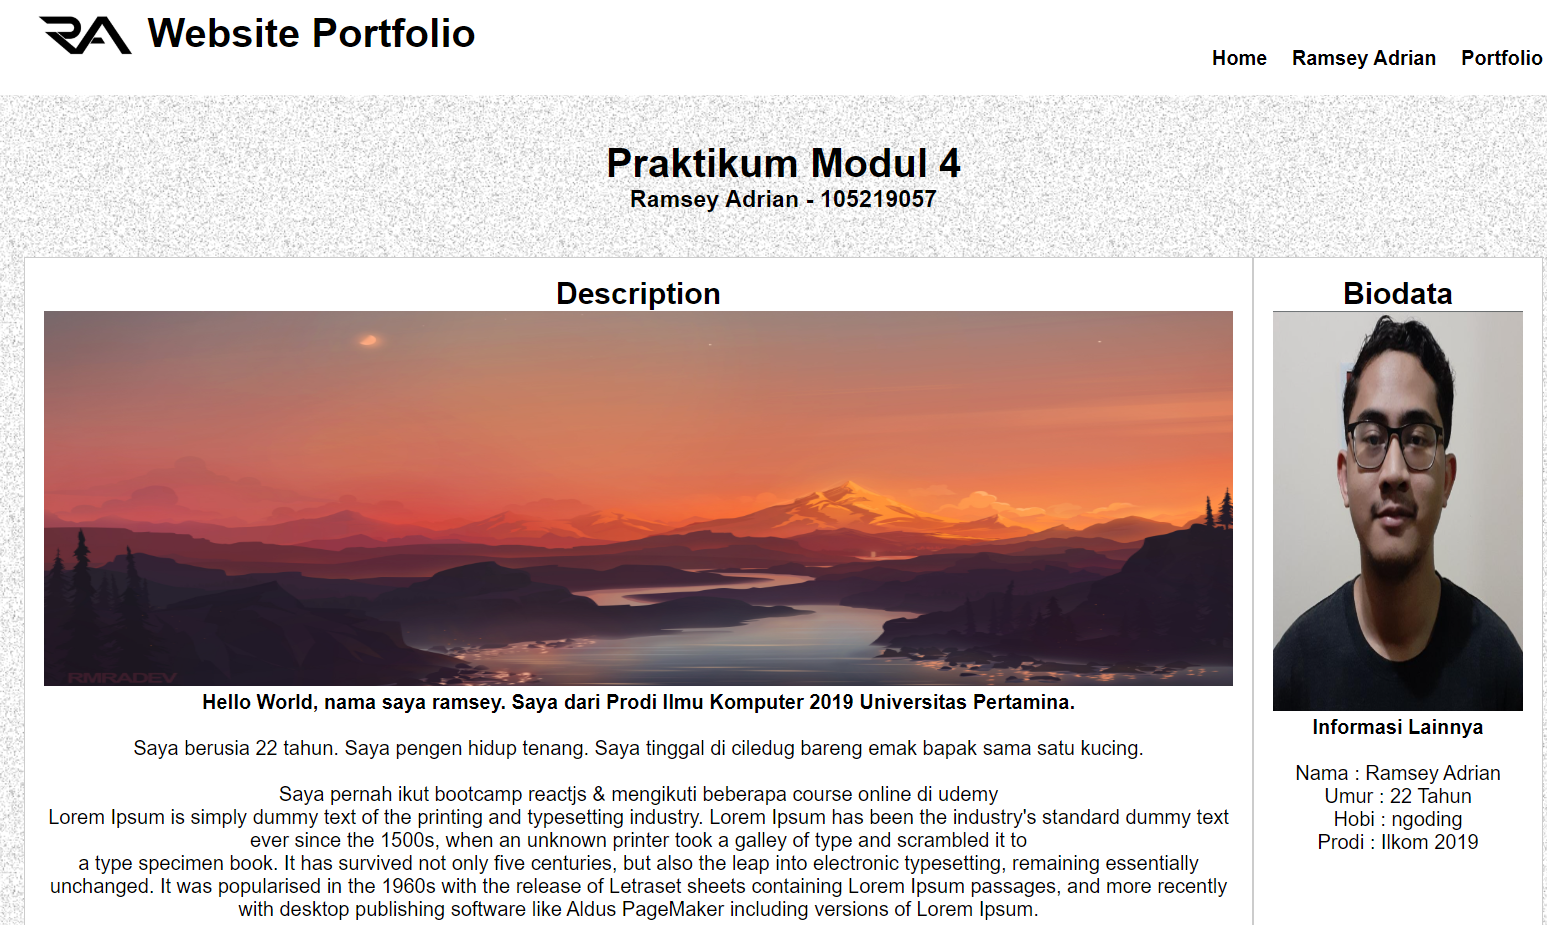 RA Website Portfolio
Home Ramsey Adrian Portfolio
Praktikum Modul 4
Ramsey Adrian - 105219057
Description
RMRADEV
Hello World, nama saya ramsey. Saya dari Prodi Ilmu Komputer 2019 Universitas Pertamina.
Saya berusia 22 tahun. Saya pengen hidup tenang. Saya tinggal di ciledug bareng emak bapak sama satu kucing.
Saya pernah ikut bootcamp reactjs & mengikuti beberapa course online di udemy
Lorem Ipsum is simply dummy text of the printing and typesetting industry. Lorem Ipsum has been the industry's standard dummy text
ever since the 1500s, when an unknown printer took a galley of type and scrambled it to
a type specimen book. It has survived not only five centuries, but also the leap into electronic typesetting, remaining essentially
unchanged. It was popularised in the 1960s with the release of Letraset sheets containing Lorem Ipsum passages, and more recently
with desktop publishing software like Aldus PageMaker including versions of Lorem Ipsum.
Biodata
Informasi Lainnya
Nama : Ramsey Adrian
Umur : 22 Tahun
Hobi : ngoding
Prodi : Ilkom 2019